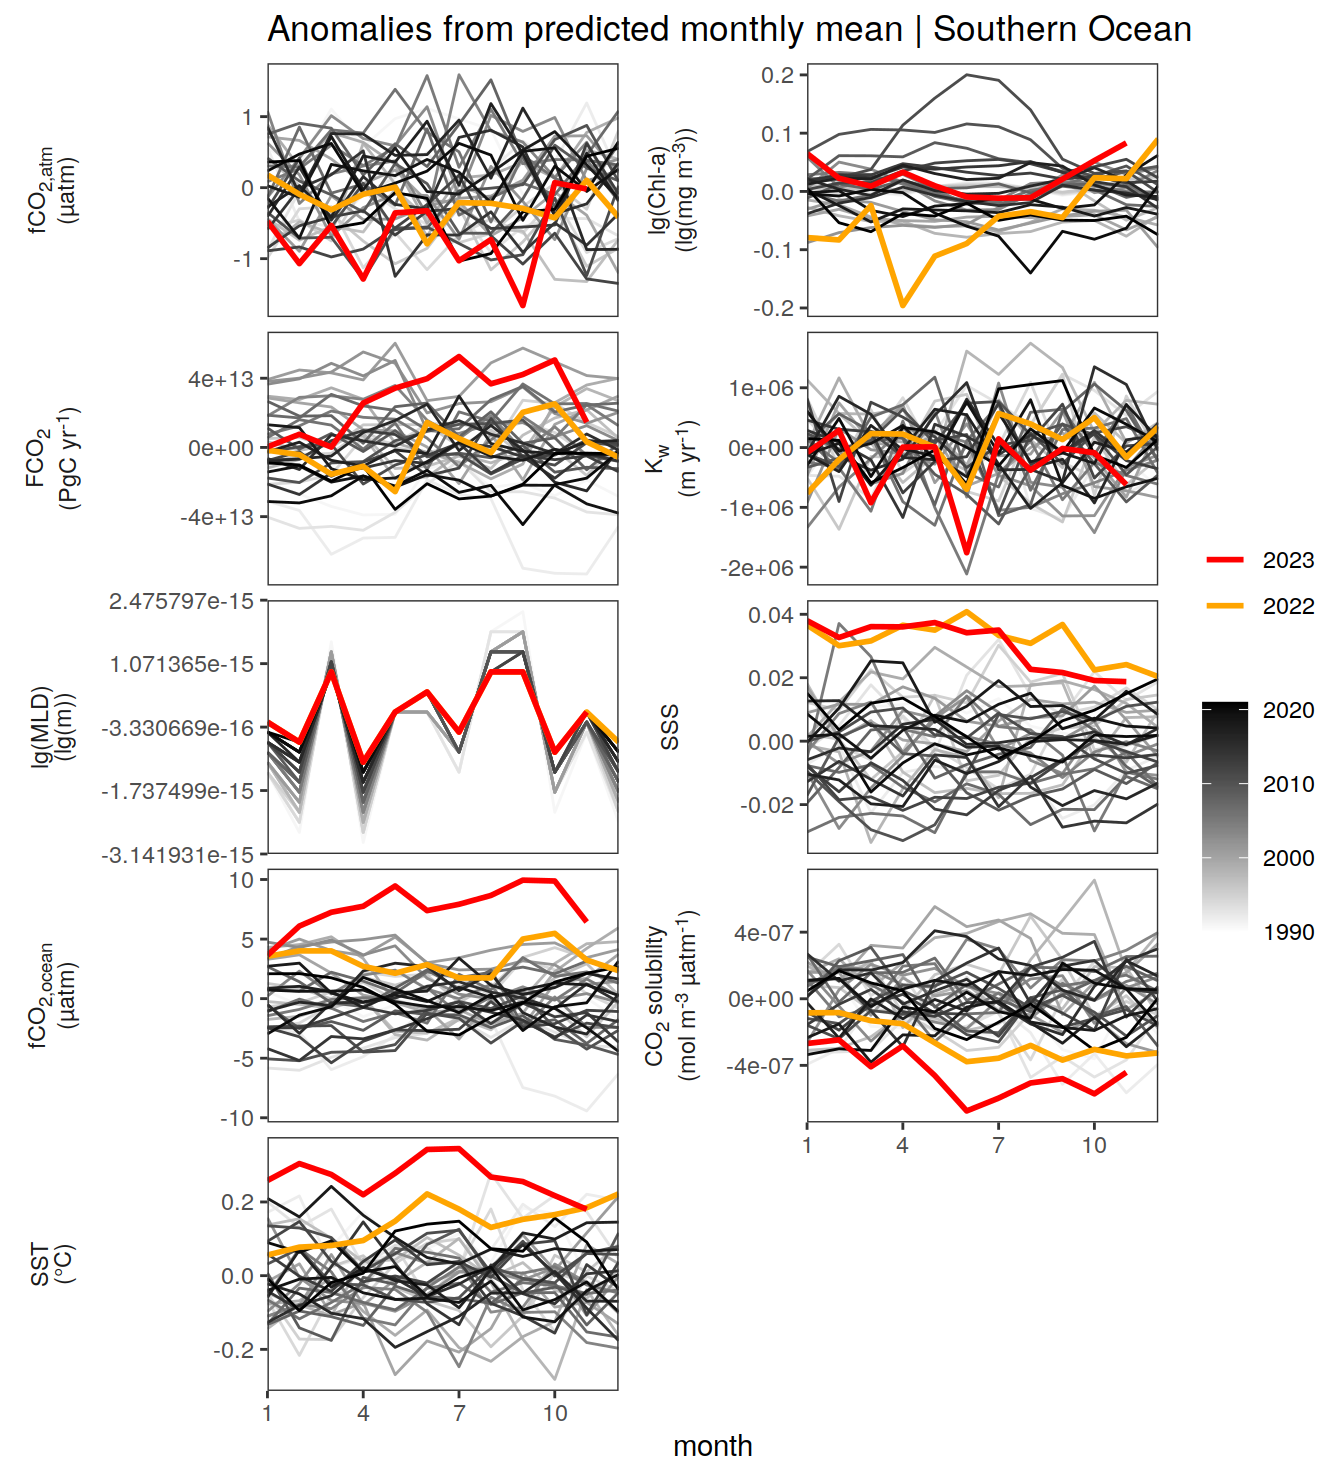 Anomalies from predicted monthly mean | Southern Ocean
fCO2,atm
(µatm)
1
0
-1
lg(Chl-a)
(lg(mg m-3))
0.2
0.1
0.0
-0.1
-0.2
FCO2
(PgC yr-1)
4e+13
0e+00
-4e+13
Kw
(m yr-1)
1e+06
0e+00
-1e+06
-2e+06
lg(MLD)
(lg(m))
2.475797e-15
1.071365e-15
-3.330669e-16
-1.737499e-15
-3.141931e-15
SSS
0.04
0.02
0.00
-0.02
fCO2,ocean
(µatm)
10
5
0
-5
-10
CO2 solubility
(mol m-3 µatm-1)
4e-07
0e+00
-4e-07
1 4 7 10
SST
(°C)
0.2
0.0
-0.2
1 4 7 10
month
2023
2022
2020
2010
2000
1990